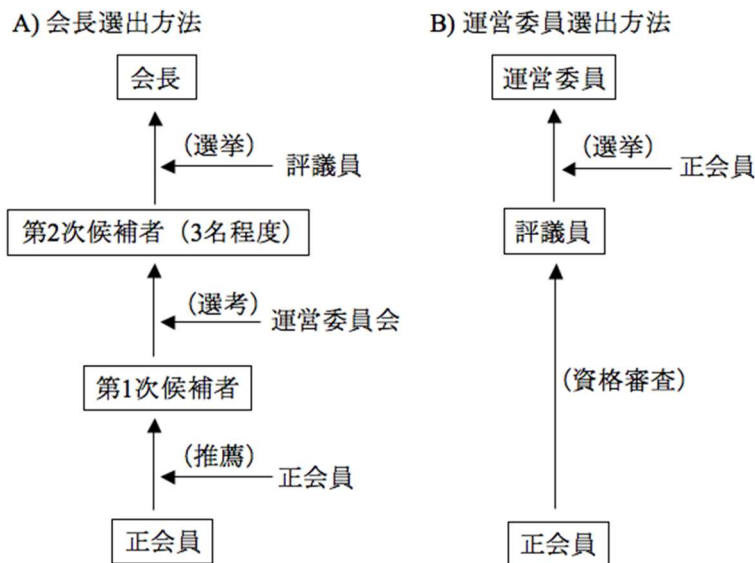 A) 会長選出方法
会長
(選挙)
評議員
第2次候補者（3名程度）
(選考)
運営委員会
第1次候補者
(推薦)
正会員
正会員
B) 運営委員選出方法
運営委員
(選挙)
正会員
評議員
(資格審査)
正会員